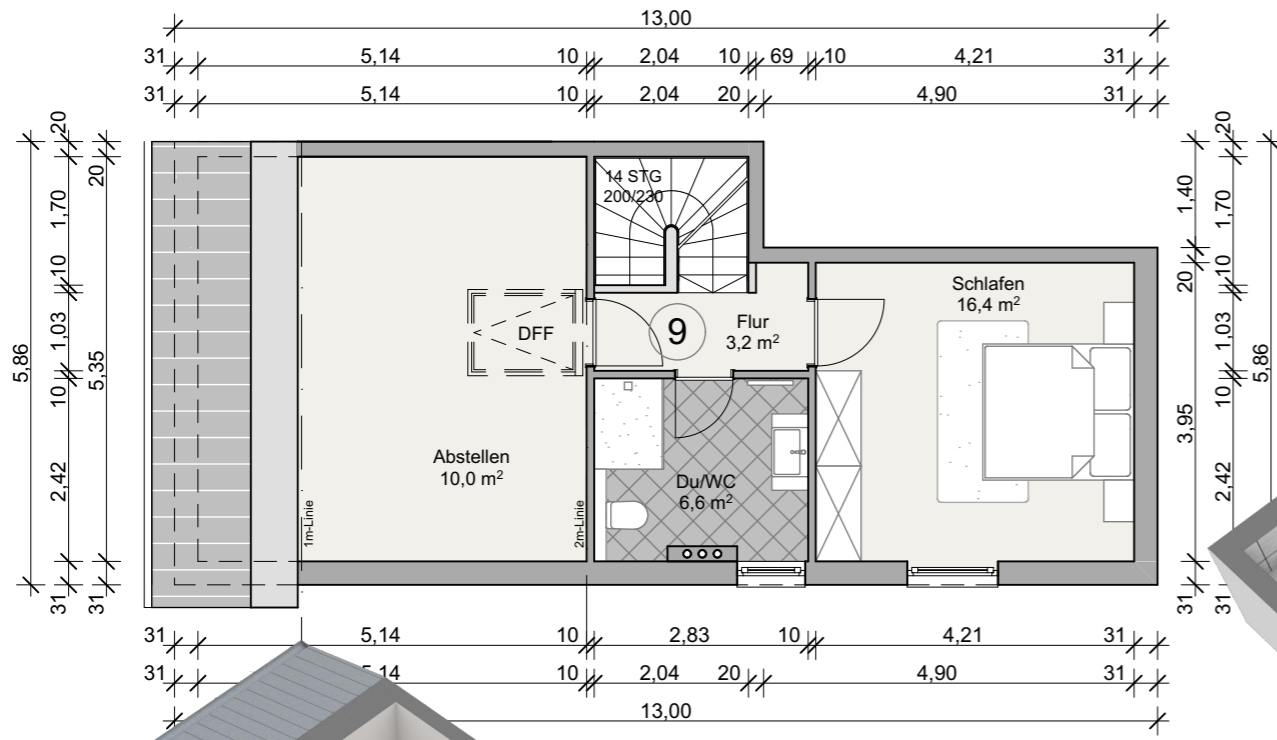 13,00
31 5,14 10 2,04 10 69 10 4,21 31
31 5,14 10 2,04 20 4,90 31
5,86
20 1,70 10 1,03 10 2,42 31
20 5,35 31
14 STG
200/230
DFF
9
Flur
3,2 m²
Schlafen
16,4 m²
Abstellen
10,0 m²
Du/WC
6,6 m²
1m-Linie
2m-Linie
1,40 20 3,95 31
20 1,70 10 1,03 10 2,42 31
5,86
31 5,14 10 2,83 10 4,21 31
31 5,14 10 2,04 20 4,90 31
13,00